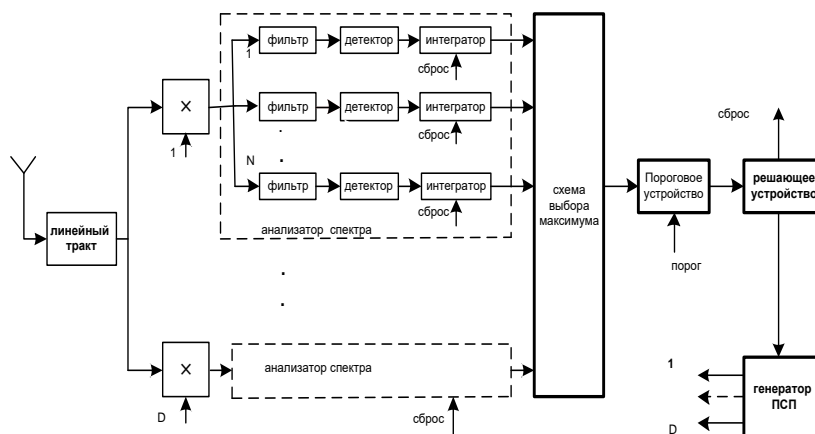 фильтр
детектор
интегратор
1
сброс
фильтр
детектор
интегратор
сброс
сброс
1
N
фильтр
детектор
интегратор
Пороговое
устройство
решающее
устройство
схема
выбора
максимума
сброс
линейный
тракт
анализатор спектра
порог
анализатор спектра
1
генератор
ПСП
D
сброс
D